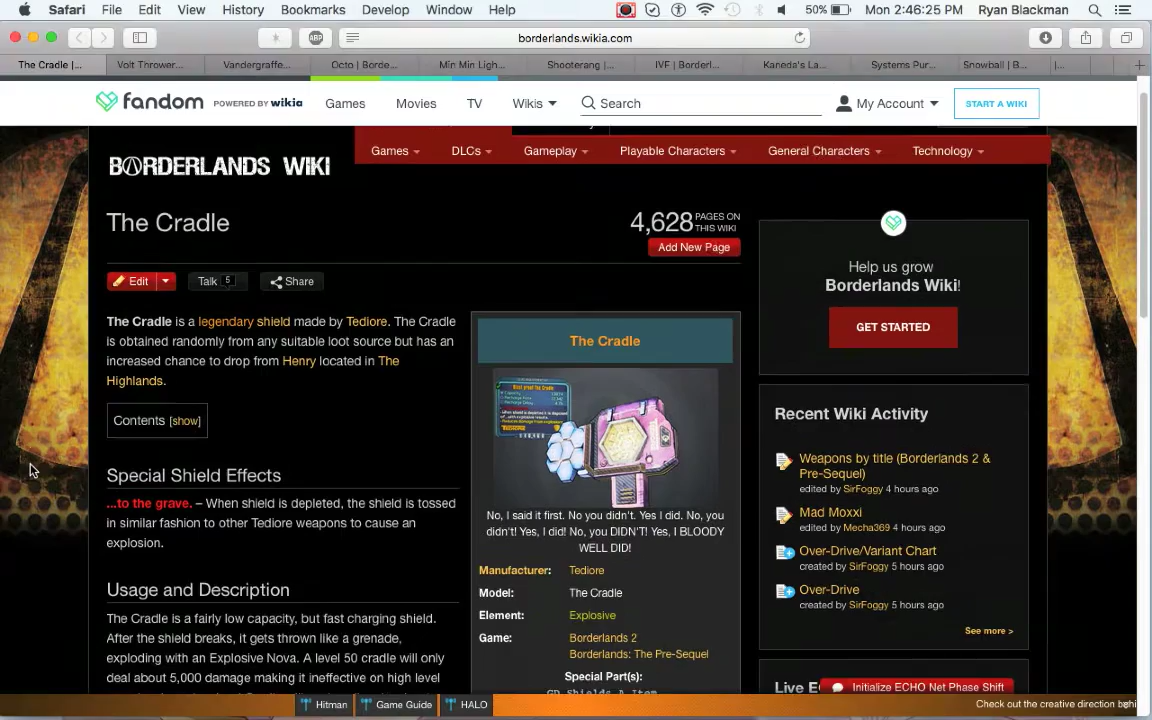 Safari File Edit View History Bookmarks Develop Window Help 50% Mon 2:46:25 PM Ryan Blackman
ABP borderlands.wikia.com
The Cradle |... Volt Thrower... Vandergraffe... Octo | Borde... Min Min Ligh... Shooterang |... IVF | Borderl... Kaneda's La... Systems Pur... Snowball | B... |...
fandom POWERED BY wikia Games Movies TV Wikis Search My Account START A WIKI
BORDERLANDS WIKI
Games DLCs Gameplay Playable Characters General Characters Technology
The Cradle
4,628 PAGES ON THIS WIKI
Add New Page
Edit Talk 5 Share
The Cradle is a legendary shield made by Tediore. The Cradle
is obtained randomly from any suitable loot source but has an
increased chance to drop from Henry located in The
Highlands.
Contents [show]
Special Shield Effects
...to the grave. – When shield is depleted, the shield is tossed
in similar fashion to other Tediore weapons to cause an
explosion.
Usage and Description
The Cradle is a fairly low capacity, but fast charging shield.
After the shield breaks, it gets thrown like a grenade,
exploding with an Explosive Nova. A level 50 cradle will only
deal about 5,000 damage making it ineffective on high level
The Cradle
No, I said it first. No you didn't. Yes I did. No, you
didn't! Yes, I did! No, you DIDN'T! Yes, I BLOODY
WELL DID!
Manufacturer: Tediore
Model: The Cradle
Element: Explosive
Game: Borderlands 2
Borderlands: The Pre-Sequel
Special Part(s):
Help us grow
Borderlands Wiki!
GET STARTED
Recent Wiki Activity
Weapons by title (Borderlands 2 &
Pre-Sequel)
edited by SirFoggy 4 hours ago
Mad Moxxi
edited by Mecha369 4 hours ago
Over-Drive/Variant Chart
created by SirFoggy 5 hours ago
Over-Drive
created by SirFoggy 5 hours ago
See more >
Initialize ECHO Net Phase Shift
Hitman Game Guide HALO
Check out the creative direction